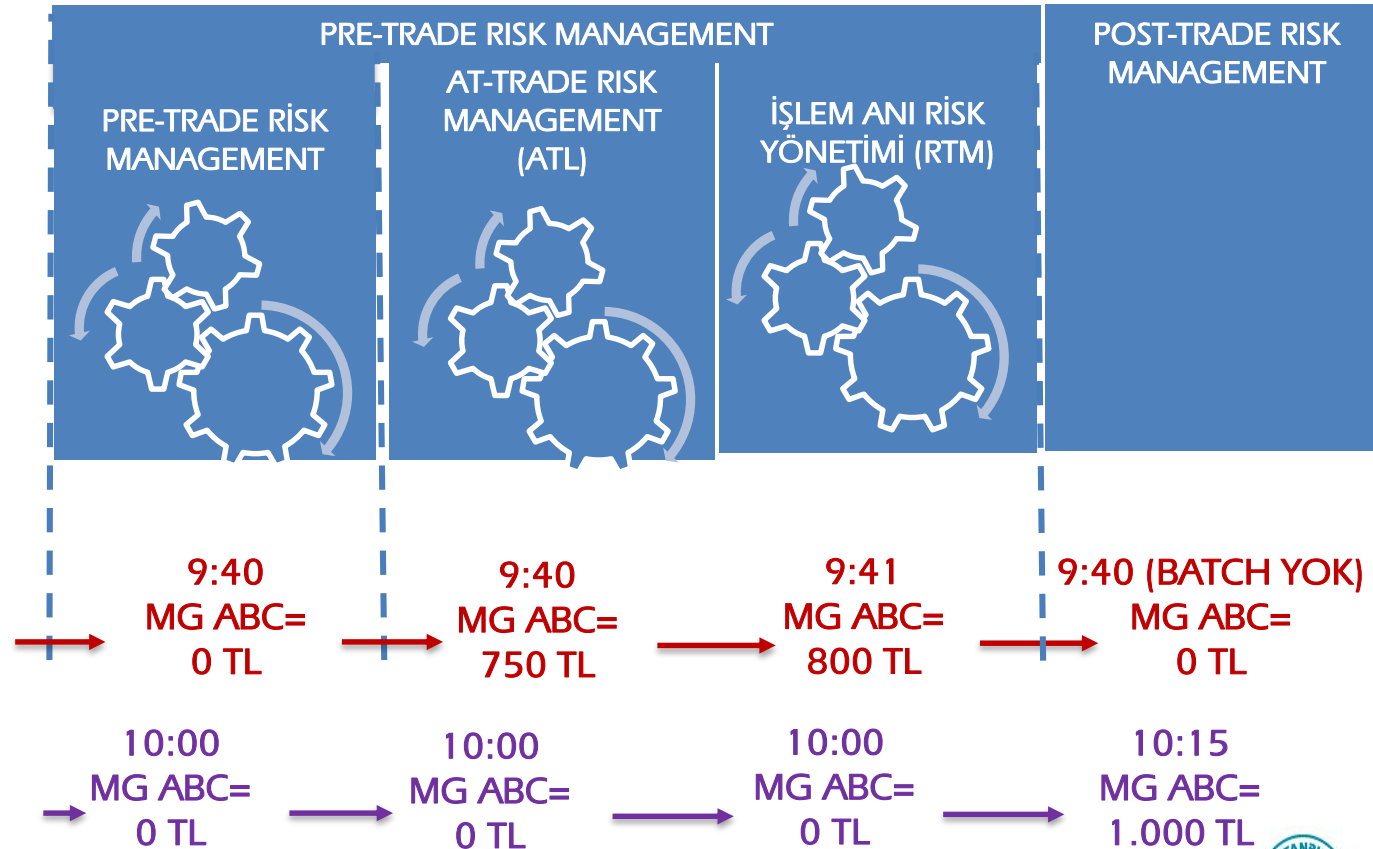 PRE-TRADE RISK MANAGEMENT
POST-TRADE RISK
MANAGEMENT
PRE-TRADE RİSK
MANAGEMENT
AT-TRADE RISK
MANAGEMENT
(ATL)
İŞLEM ANI RİSK
YÖNETİMİ (RTM)
9:40
MG ABC=
0 TL
9:40
MG ABC=
750 TL
9:41
MG ABC=
800 TL
9:40 (BATCH YOK)
MG ABC=
0 TL
10:00
MG ABC=
0 TL
10:00
MG ABC=
0 TL
10:00
MG ABC=
0 TL
10:15
MG ABC=
1.000 TL